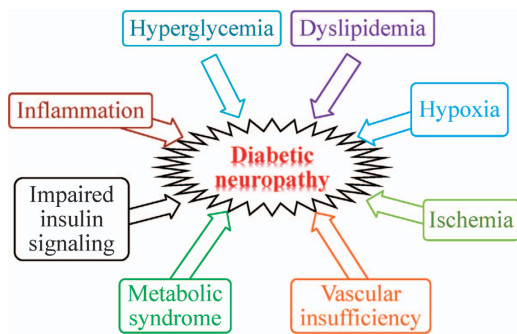 Hyperglycemia
Dyslipidemia
Inflammation
Hypoxia
Diabetic
neuropathy
Impaired
insulin
signaling
Ischemia
Metabolic
syndrome
Vascular
insufficiency